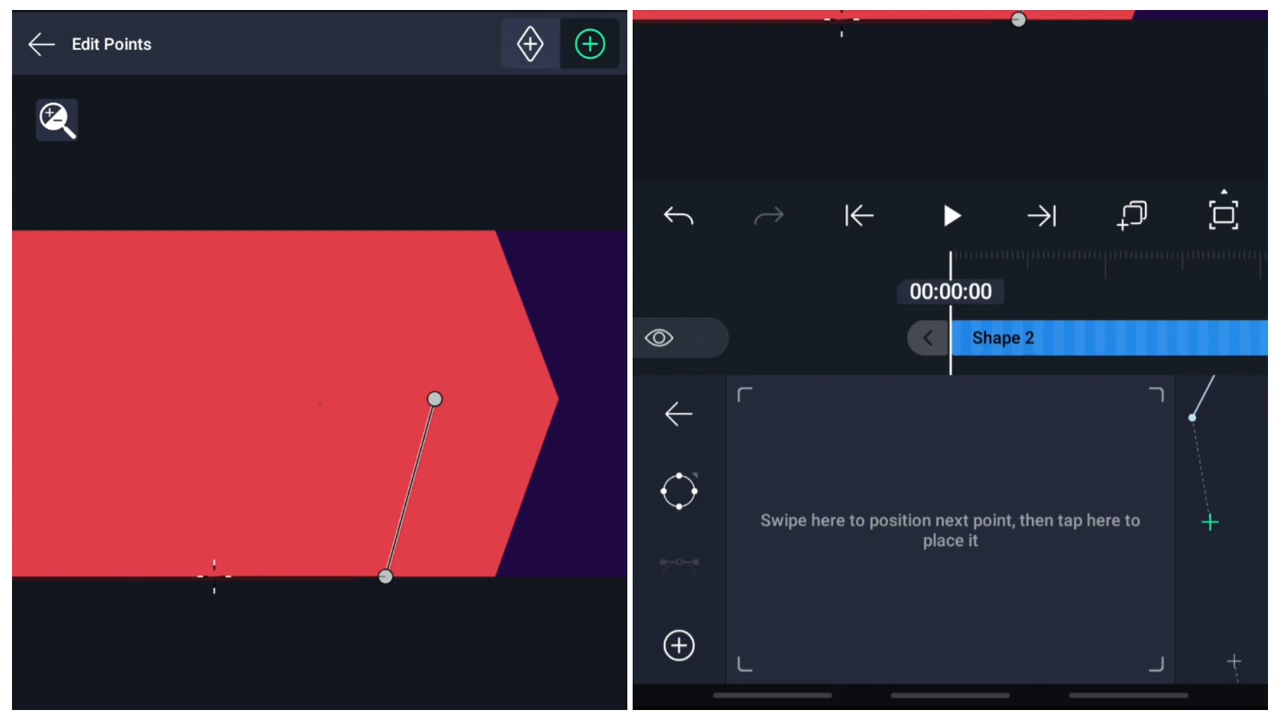 Edit Points
00:00:00
Shape 2
Swipe here to position next point, then tap here to
place it